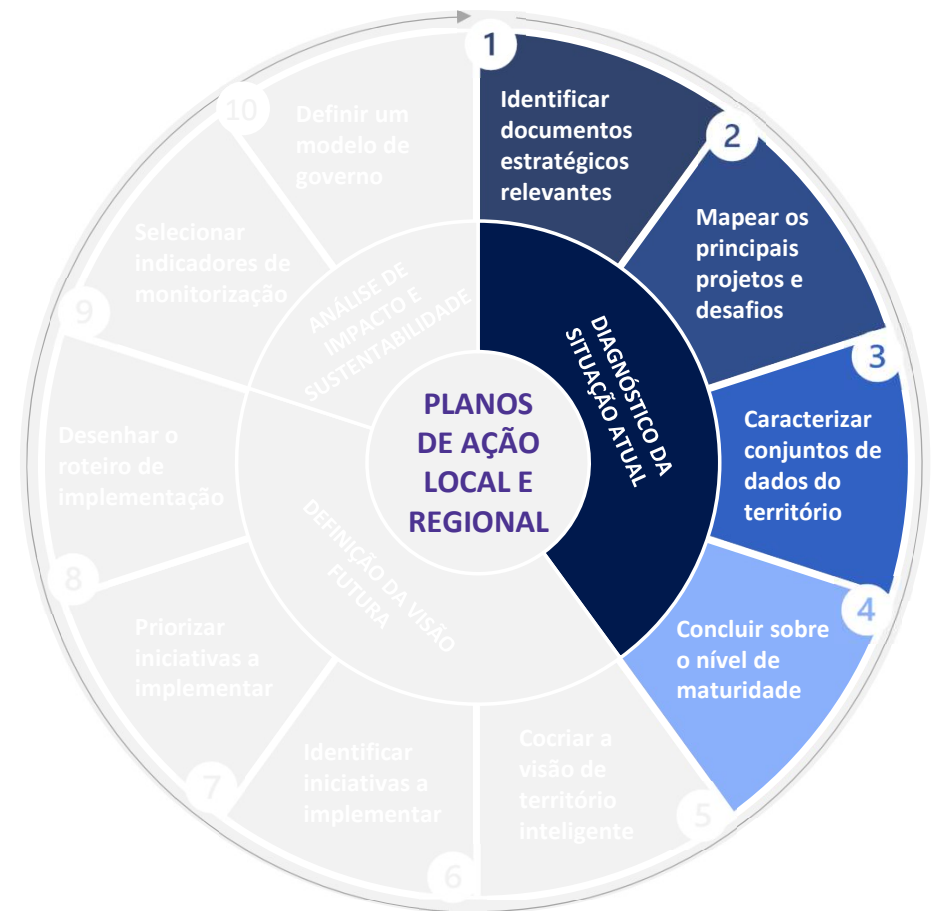 1
Identificar
documentos
estratégicos
relevantes
2
Mapear os
principais
projetos e
desafios
3
Caracterizar
conjuntos de
dados do
território
4
Concluir sobre
o nível de
maturidade
5
Cocriar a
visão de
território
inteligente
6
Identificar
iniciativas a
implementar
7
Priorizar
iniciativas a
implementar
8
Desenhar o
roteiro de
implementação
9
Selecionar
indicadores de
monitorização
10
Definir um
modelo de
governo
DIAGNÓSTICO DA
SITUAÇÃO ATUAL
DEFINIÇÃO DA VISÃO
FUTURA
ANÁLISE DE
IMPACTO E
SUSTENTABILIDADE
PLANOS
DE AÇÃO
LOCAL E
REGIONAL